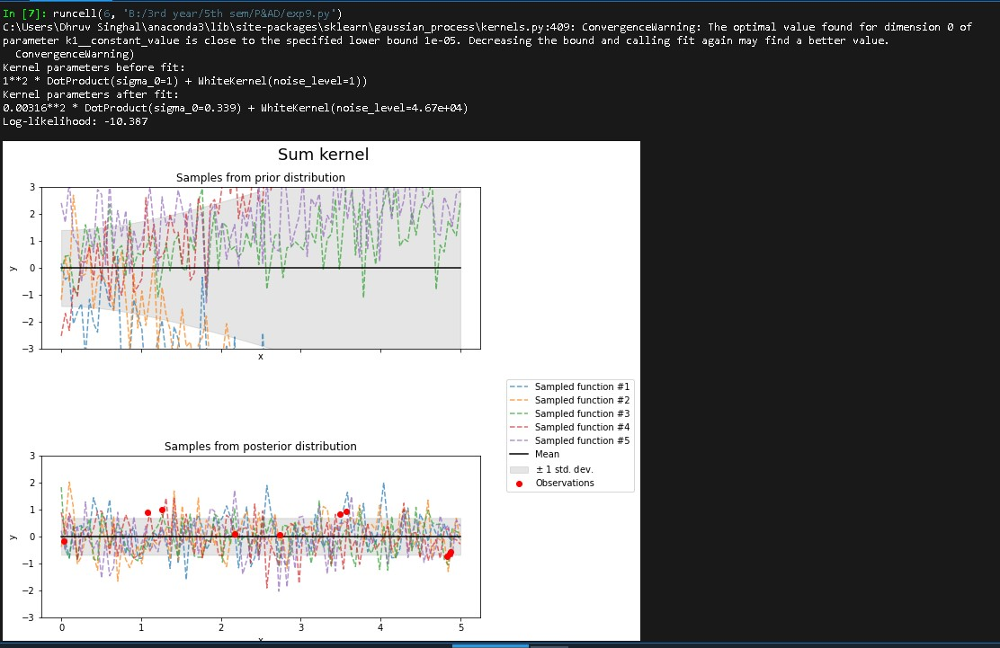 In [7]: runcell(6, 'B:/3rd year/5th sem/P&AD/exp9.py')
C:\Users\Dhruv Singhal\anaconda3\lib\site-packages\sklearn\gaussian_process\kernels.py:409: ConvergenceWarning: The optimal value found for dimension 0 of
parameter k1__constant_value is close to the specified lower bound 1e-05. Decreasing the bound and calling fit again may find a better value.
ConvergenceWarning)
Kernel parameters before fit:
1**2 * DotProduct(sigma_0=1) + WhiteKernel(noise_level=1))
Kernel parameters after fit:
0.00316**2 * DotProduct(sigma_0=0.339) + WhiteKernel(noise_level=4.67e+04)
Log-likelihood: -10.387
Sum kernel
Samples from prior distribution
3
2
1
0
−1
−2
−3
y
x
Sampled function #1
Sampled function #2
Sampled function #3
Sampled function #4
Sampled function #5
Mean
± 1 std. dev.
Observations
Samples from posterior distribution
3
2
1
0
−1
−2
−3
y
0 1 2 3 4 5
x